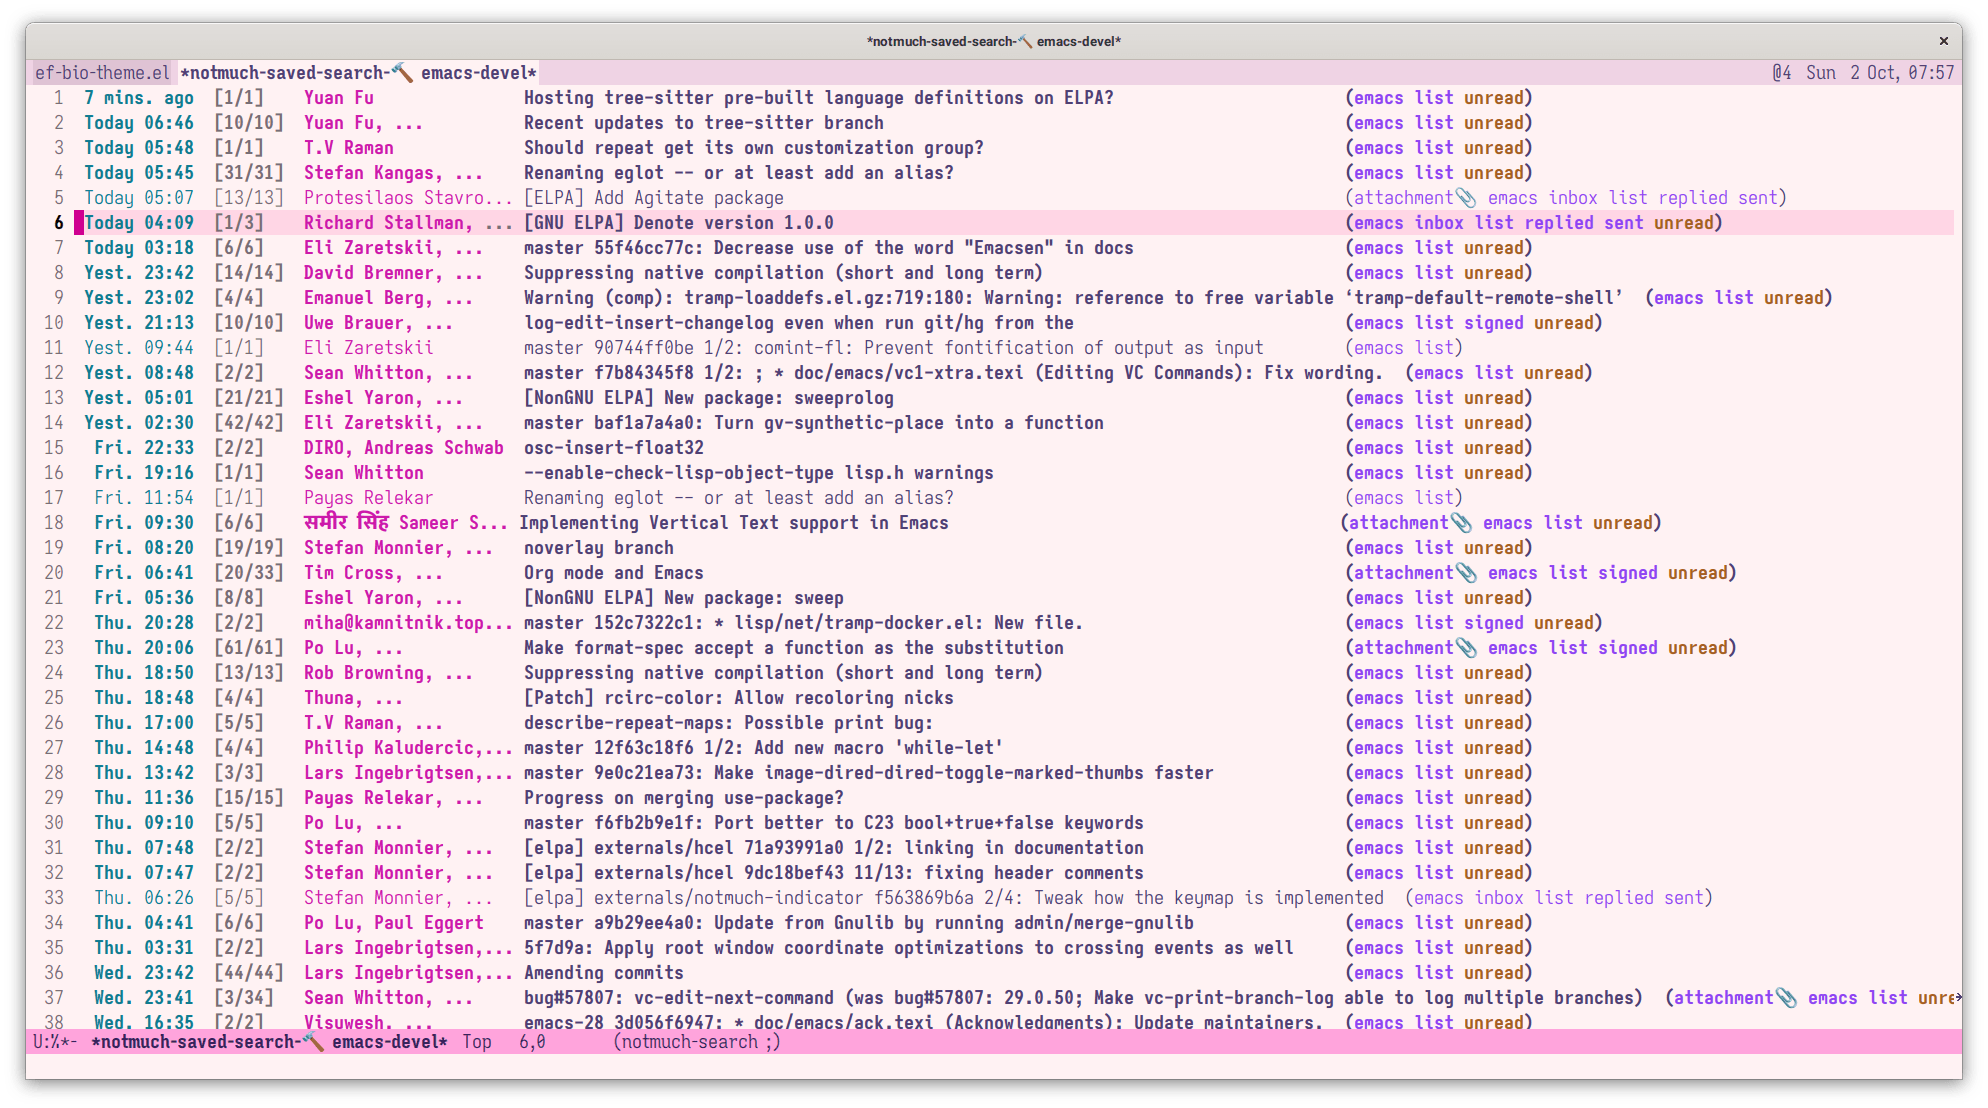 *notmuch-saved-search-🔨 emacs-devel* ×
ef-bio-theme.el *notmuch-saved-search-🔨 emacs-devel* @4 Sun 2 Oct, 07:57
1 7 mins. ago [1/1] Yuan Fu Hosting tree-sitter pre-built language definitions on ELPA? (emacs list unread)
2 Today 06:46 [10/10] Yuan Fu, ... Recent updates to tree-sitter branch (emacs list unread)
3 Today 05:48 [1/1] T.V Raman Should repeat get its own customization group? (emacs list unread)
4 Today 05:45 [31/31] Stefan Kangas, ... Renaming eglot -- or at least add an alias? (emacs list unread)
5 Today 05:07 [13/13] Protesilaos Stavro... [ELPA] Add Agitate package (attachment📎 emacs inbox list replied sent)
6 Today 04:09 [1/3] Richard Stallman, ... [GNU ELPA] Denote version 1.0.0 (emacs inbox list replied sent unread)
7 Today 03:18 [6/6] Eli Zaretskii, ... master 55f46cc77c: Decrease use of the word "Emacsen" in docs (emacs list unread)
8 Yest. 23:42 [14/14] David Bremner, ... Suppressing native compilation (short and long term) (emacs list unread)
9 Yest. 23:02 [4/4] Emanuel Berg, ... Warning (comp): tramp-loaddefs.el.gz:719:180: Warning: reference to free variable ‘tramp-default-remote-shell’ (emacs list unread)
10 Yest. 21:13 [10/10] Uwe Brauer, ... log-edit-insert-changelog even when run git/hg from the (emacs list signed unread)
11 Yest. 09:44 [1/1] Eli Zaretskii master 90744ff0be 1/2: comint-fl: Prevent fontification of output as input (emacs list)
12 Yest. 08:48 [2/2] Sean Whitton, ... master f7b84345f8 1/2: ; * doc/emacs/vc1-xtra.texi (Editing VC Commands): Fix wording. (emacs list unread)
13 Yest. 05:01 [21/21] Eshel Yaron, ... [NonGNU ELPA] New package: sweeprolog (emacs list unread)
14 Yest. 02:30 [42/42] Eli Zaretskii, ... master baf1a7a4a0: Turn gv-synthetic-place into a function (emacs list unread)
15 Fri. 22:33 [2/2] DIRO, Andreas Schwab osc-insert-float32 (emacs list unread)
16 Fri. 19:16 [1/1] Sean Whitton --enable-check-lisp-object-type lisp.h warnings (emacs list unread)
17 Fri. 11:54 [1/1] Payas Relekar Renaming eglot -- or at least add an alias? (emacs list)
18 Fri. 09:30 [6/6] समीर सिंह Sameer S... Implementing Vertical Text support in Emacs (attachment📎 emacs list unread)
19 Fri. 08:20 [19/19] Stefan Monnier, ... noverlay branch (emacs list unread)
20 Fri. 06:41 [20/33] Tim Cross, ... Org mode and Emacs (attachment📎 emacs list signed unread)
21 Fri. 05:36 [8/8] Eshel Yaron, ... [NonGNU ELPA] New package: sweep (emacs list unread)
22 Thu. 20:28 [2/2] miha@kamnitnik.top... master 152c7322c1: * lisp/net/tramp-docker.el: New file. (emacs list signed unread)
23 Thu. 20:06 [61/61] Po Lu, ... Make format-spec accept a function as the substitution (attachment📎 emacs list signed unread)
24 Thu. 18:50 [13/13] Rob Browning, ... Suppressing native compilation (short and long term) (emacs list unread)
25 Thu. 18:48 [4/4] Thuna, ... [Patch] rcirc-color: Allow recoloring nicks (emacs list unread)
26 Thu. 17:00 [5/5] T.V Raman, ... describe-repeat-maps: Possible print bug: (emacs list unread)
27 Thu. 14:48 [4/4] Philip Kaludercic,... master 12f63c18f6 1/2: Add new macro 'while-let' (emacs list unread)
28 Thu. 13:42 [3/3] Lars Ingebrigtsen,... master 9e0c21ea73: Make image-dired-dired-toggle-marked-thumbs faster (emacs list unread)
29 Thu. 11:36 [15/15] Payas Relekar, ... Progress on merging use-package? (emacs list unread)
30 Thu. 09:10 [5/5] Po Lu, ... master f6fb2b9e1f: Port better to C23 bool+true+false keywords (emacs list unread)
31 Thu. 07:48 [2/2] Stefan Monnier, ... [elpa] externals/hcel 71a93991a0 1/2: linking in documentation (emacs list unread)
32 Thu. 07:47 [2/2] Stefan Monnier, ... [elpa] externals/hcel 9dc18bef43 11/13: fixing header comments (emacs list unread)
33 Thu. 06:26 [5/5] Stefan Monnier, ... [elpa] externals/notmuch-indicator f563869b6a 2/4: Tweak how the keymap is implemented (emacs inbox list replied sent)
34 Thu. 04:41 [6/6] Po Lu, Paul Eggert master a9b29ee4a0: Update from Gnulib by running admin/merge-gnulib (emacs list unread)
35 Thu. 03:31 [2/2] Lars Ingebrigtsen,... 5f7d9a: Apply root window coordinate optimizations to crossing events as well (emacs list unread)
36 Wed. 23:42 [44/44] Lars Ingebrigtsen,... Amending commits (emacs list unread)
37 Wed. 23:41 [3/34] Sean Whitton, ... bug#57807: vc-edit-next-command (was bug#57807: 29.0.50; Make vc-print-branch-log able to log multiple branches) (attachment📎 emacs list unre
38 Wed. 16:35 [2/2] Visuwesh, ... emacs-28 3d056f6947: * doc/emacs/ack.texi (Acknowledgments): Update maintainers. (emacs list unread)
U:%*- *notmuch-saved-search-🔨 emacs-devel* Top 6,0 (notmuch-search ;)